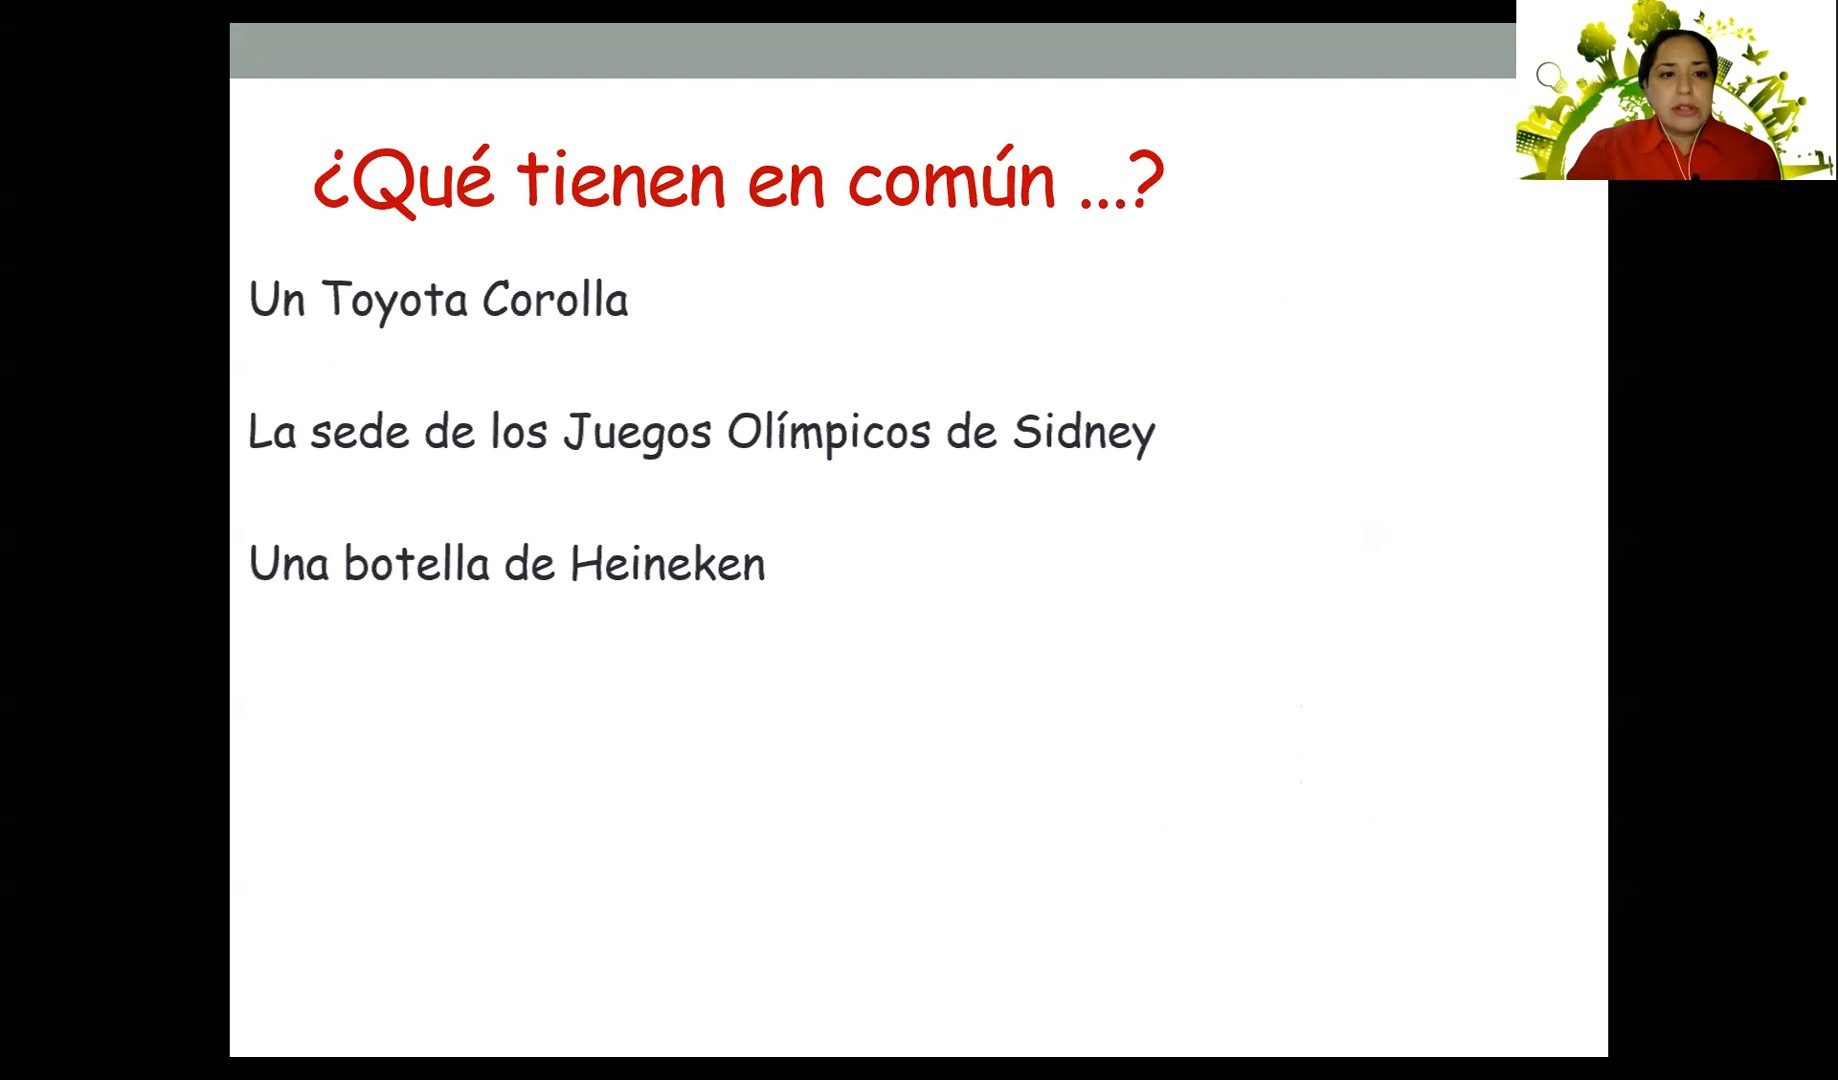 ¿Qué tienen en común ...?
Un Toyota Corolla
La sede de los Juegos Olímpicos de Sidney
Una botella de Heineken